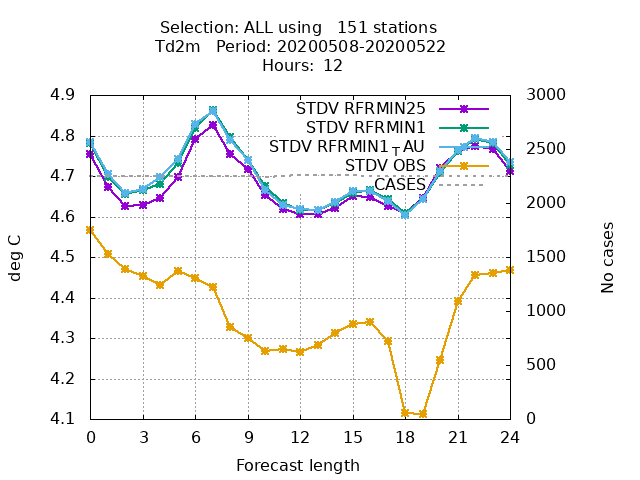 Selection: ALL using   151 stations
Td2m   Period: 20200508-20200522
Hours: 12
4.9
4.8
4.7
4.6
4.5
4.4
4.3
4.2
4.1
3000
2500
2000
1500
1000
500
0
STDV RFRMIN25
STDV RFRMIN1
STDV RFRMIN1┬AU
STDV OBS
CASES
deg C
No cases
0 3 6 9 12 15 18 21 24
Forecast length